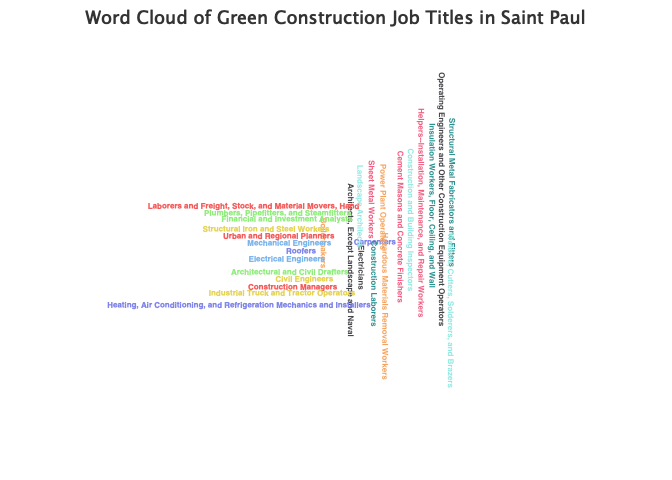 Word Cloud of Green Construction Job Titles in Saint Paul
Laborers and Freight, Stock, and Material Movers, Hand
Plumbers, Pipefitters, and Steamfitters
Financial and Investment Analysts
Structural Iron and Steel Workers
Urban and Regional Planners
Mechanical Engineers
Carpenters
Roofers
Electrical Engineers
Architectural and Civil Drafters
Civil Engineers
Construction Managers
Industrial Truck and Tractor Operators
Heating, Air Conditioning, and Refrigeration Mechanics and Installers
Architects, Except Landscape and Naval
Landscape Architects
Electricians
Sheet Metal Workers
Construction Laborers
Power Plant Operators
Hazardous Materials Removal Workers
Cement Masons and Concrete Finishers
Construction and Building Inspectors
Helpers--Installation, Maintenance, and Repair Workers
Insulation Workers, Floor, Ceiling, and Wall
Operating Engineers and Other Construction Equipment Operators
Structural Metal Fabricators and Fitters
Cutters, Solderers, and Brazers